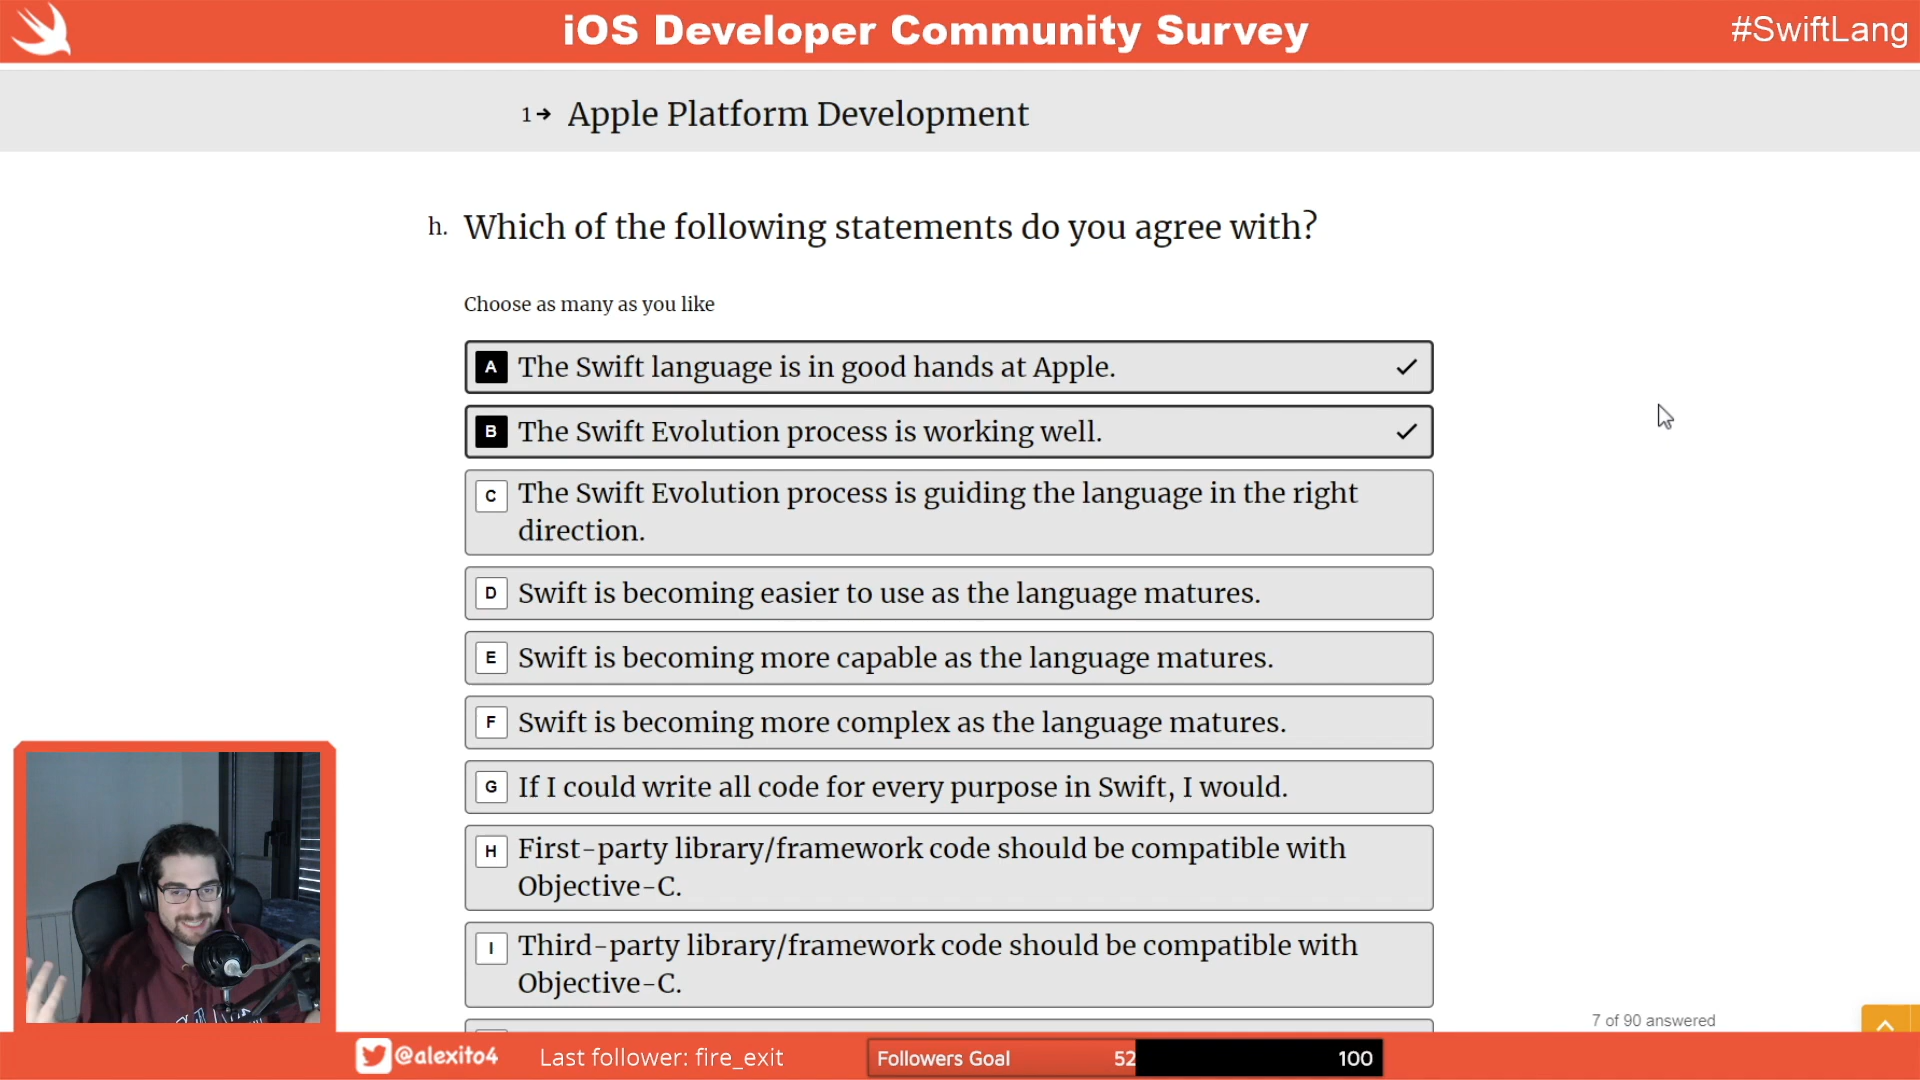 iOS Developer Community Survey
#SwiftLang
1 → Apple Platform Development
h. Which of the following statements do you agree with?
Choose as many as you like
A The Swift language is in good hands at Apple.
B The Swift Evolution process is working well.
C The Swift Evolution process is guiding the language in the right
direction.
D Swift is becoming easier to use as the language matures.
E Swift is becoming more capable as the language matures.
F Swift is becoming more complex as the language matures.
G If I could write all code for every purpose in Swift, I would.
H First-party library/framework code should be compatible with
Objective-C.
I Third-party library/framework code should be compatible with
Objective-C.
7 of 90 answered
@alexito4
Last follower: fire_exit
Followers Goal 52 100